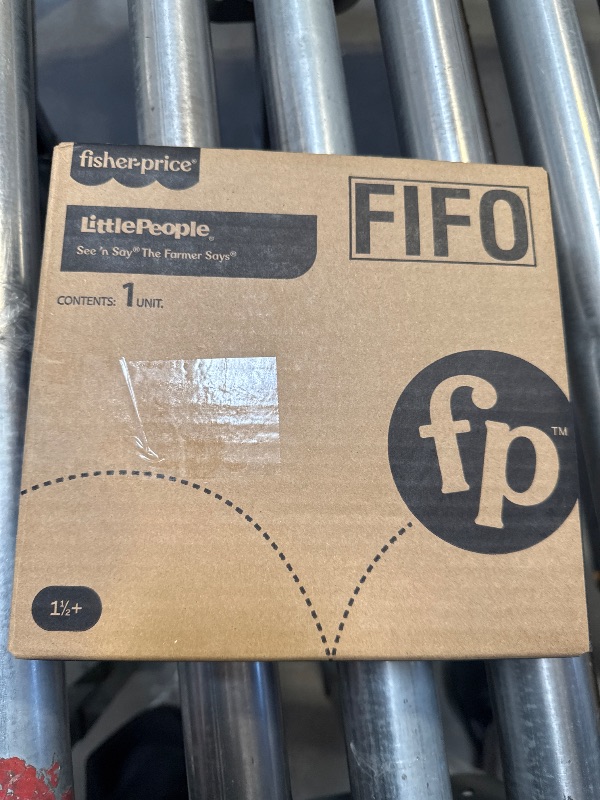 fisher-price®
FIFO
LittlePeople®
See 'n Say® The Farmer Says®
CONTENTS: 1 UNIT.
fp™
1½+